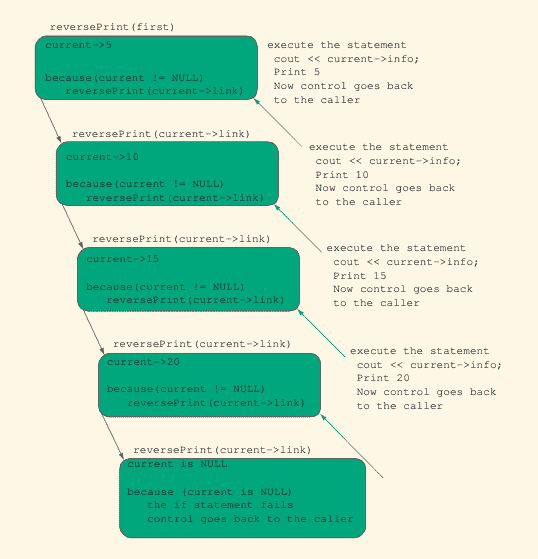 reversePrint(first)
current->5
because(current != NULL)
reversePrint(current->link)
execute the statement
cout << current->info;
Print 5
Now control goes back
to the caller
reversePrint(current->link)
current->10
because(current != NULL)
reversePrint(current->link)
execute the statement
cout << current->info;
Print 10
Now control goes back
to the caller
reversePrint(current->link)
current->15
because(current != NULL)
reversePrint(current->link)
execute the statement
cout << current->info;
Print 15
Now control goes back
to the caller
reversePrint(current->link)
current->20
because(current != NULL)
reversePrint(current->link)
execute the statement
cout << current->info;
Print 20
Now control goes back
to the caller
reversePrint(current->link)
current is NULL
because (current is NULL)
the if statement fails
control goes back to the caller